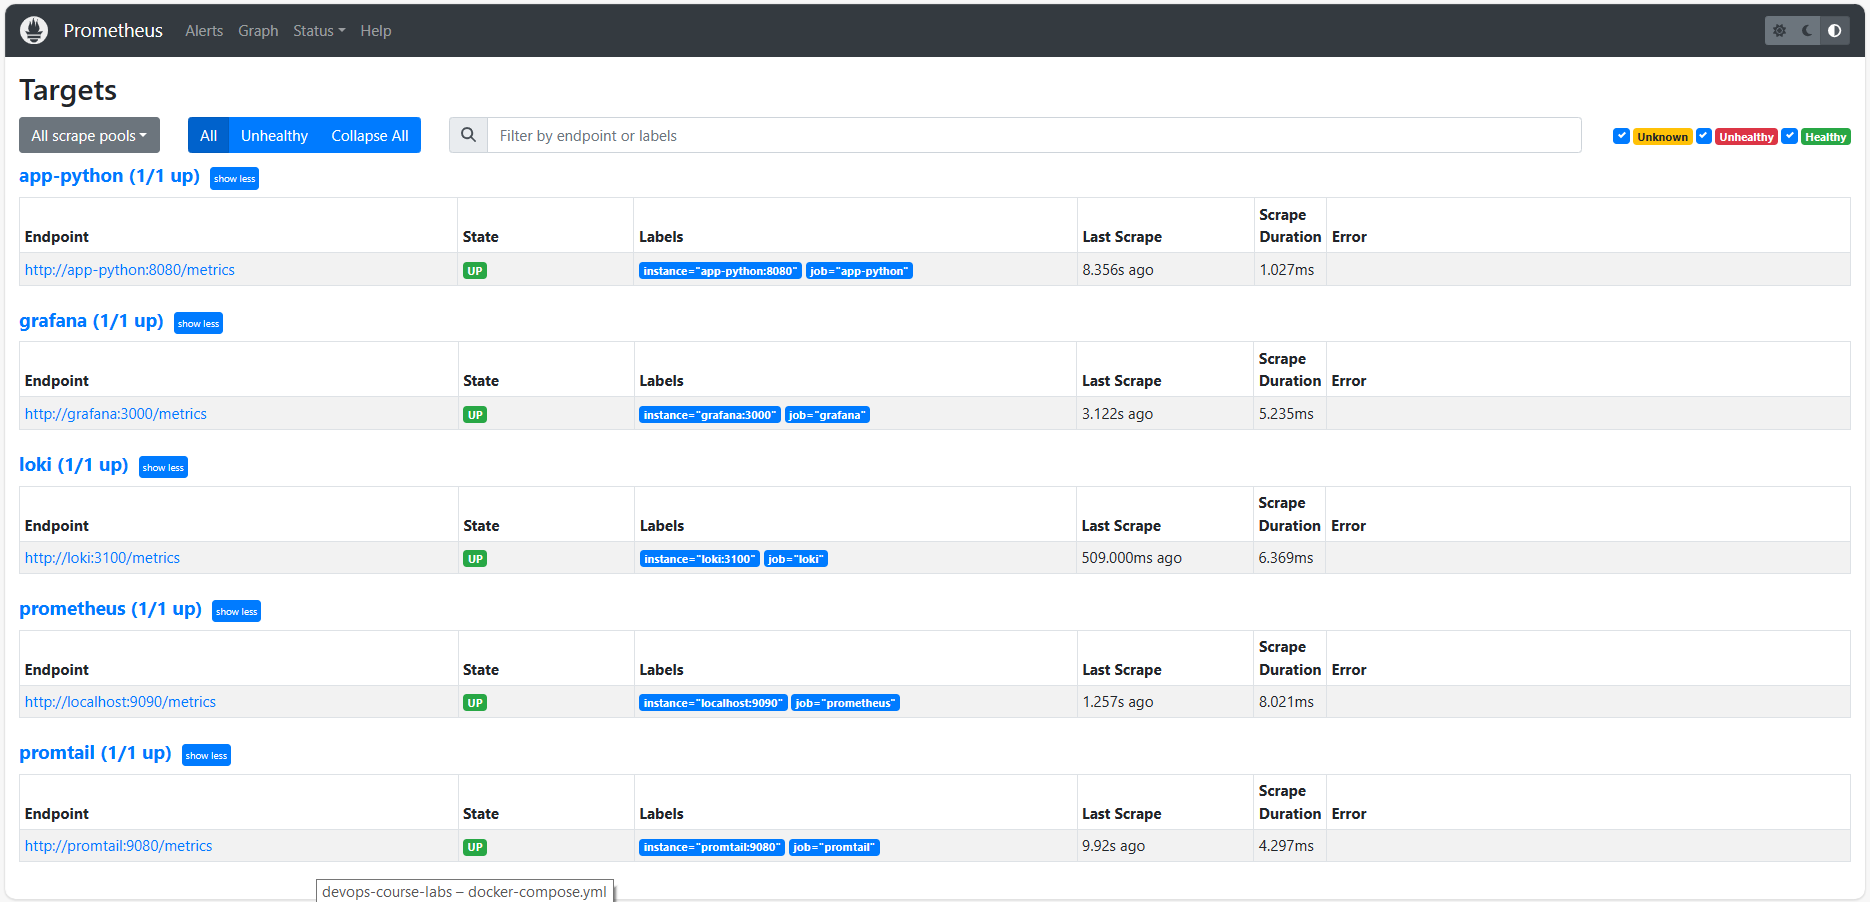 Prometheus Alerts Graph Status Help
Targets
All scrape pools All Unhealthy Collapse All Filter by endpoint or labels Unknown Unhealthy Healthy
app-python (1/1 up) show less
Endpoint State Labels Last Scrape Scrape Duration Error
http://app-python:8080/metrics UP instance="app-python:8080" job="app-python" 8.356s ago 1.027ms
grafana (1/1 up) show less
Endpoint State Labels Last Scrape Scrape Duration Error
http://grafana:3000/metrics UP instance="grafana:3000" job="grafana" 3.122s ago 5.235ms
loki (1/1 up) show less
Endpoint State Labels Last Scrape Scrape Duration Error
http://loki:3100/metrics UP instance="loki:3100" job="loki" 509.000ms ago 6.369ms
prometheus (1/1 up) show less
Endpoint State Labels Last Scrape Scrape Duration Error
http://localhost:9090/metrics UP instance="localhost:9090" job="prometheus" 1.257s ago 8.021ms
promtail (1/1 up) show less
Endpoint State Labels Last Scrape Scrape Duration Error
http://promtail:9080/metrics UP instance="promtail:9080" job="promtail" 9.92s ago 4.297ms
devops-course-labs – docker-compose.yml